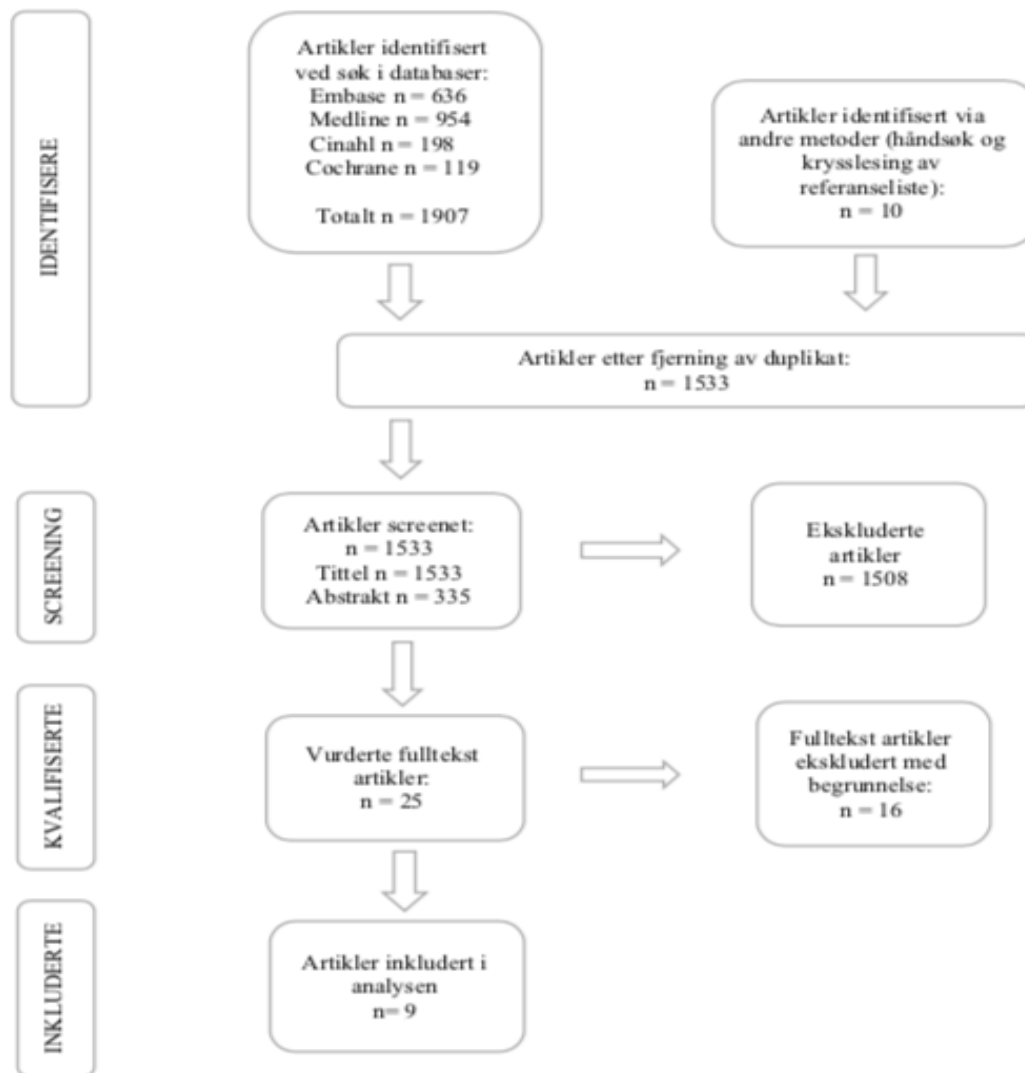 IDENTIFISERE
Artikler identifisert
ved søk i databaser:
Embase n = 636
Medline n = 954
Cinahl n = 198
Cochrane n = 119
Totalt n = 1907
Artikler identifisert via
andre metoder (håndsøk og
krysslesing av
referanseliste):
n = 10
Artikler etter fjerning av duplikat:
n = 1533
SCREENING
Artikler screenet:
n = 1533
Tittel n = 1533
Abstrakt n = 335
Ekskluderte
artikler
n = 1508
KVALIFISERTE
Vurderte fulltekst
artikler:
n = 25
Fulltekst artikler
ekskludert med
begrunnelse:
n = 16
INKLUDERTE
Artikler inkludert i
analysen
n= 9